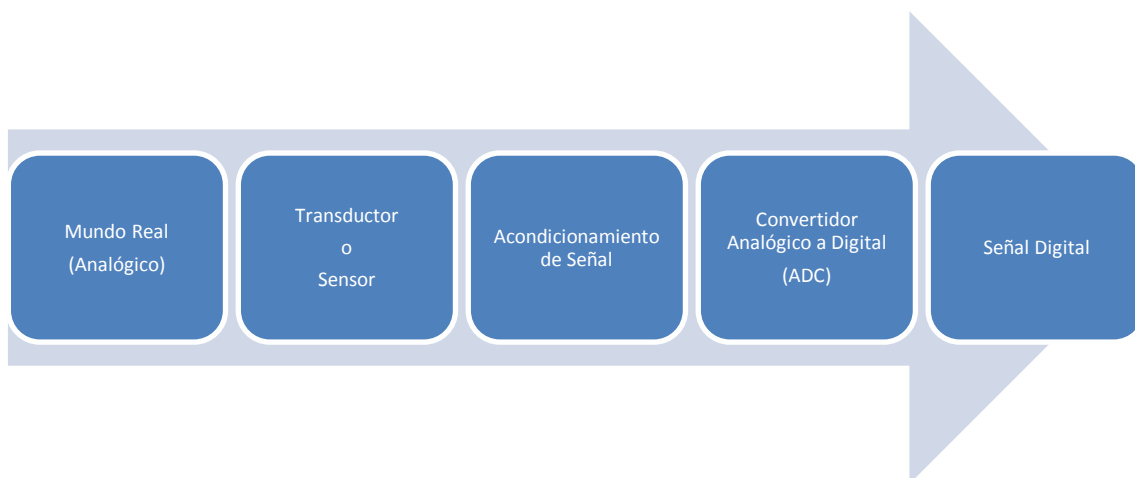 Mundo Real
(Analógico)
Transductor
o
Sensor
Acondicionamiento
de Señal
Convertidor
Analógico a Digital
(ADC)
Señal Digital